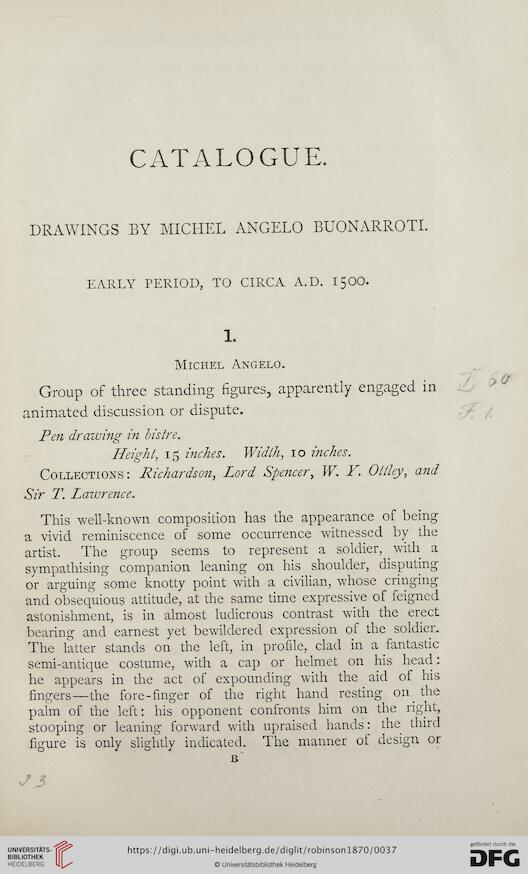 CATALOGUE.
DRAWINGS BY MICHEL ANGELO BUONARROTI.
EARLY PERIOD, TO CIRCA A.D. 1500.
1.
MICHEL ANGELO.
Group of three standing figures, apparently engaged in
animated discussion or dispute.
Pen drawing in bistre.
Height, 15 inches. Width, 10 inches.
COLLECTIONS: Richardson, Lord Spencer, W. Y. Ottley, and
Sir T. Lawrence.
This well-known composition has the appearance of being
a vivid reminiscence of some occurrence witnessed by the
artist. The group seems to represent a soldier, with a
sympathising companion leaning on his shoulder, disputing
or arguing some knotty point with a civilian, whose cringing
and obsequious attitude, at the same time expressive of feigned
astonishment, is in almost ludicrous contrast with the erect
bearing and earnest yet bewildered expression of the soldier.
The latter stands on the left, in profile, clad in a fantastic
semi-antique costume, with a cap or helmet on his head:
he appears in the act of expounding with the aid of his
fingers—the fore-finger of the right hand resting on the
palm of the left: his opponent confronts him on the right,
stooping or leaning forward with upraised hands: the third
figure is only slightly indicated. The manner of design or
B
33
UNIVERSITÄTS-
BIBLIOTHEK
HEIDELBERG
https://digi.ub.uni-heidelberg.de/diglit/robinson1870/0037
© Universitätsbibliothek Heidelberg
gefördert durch die
DFG